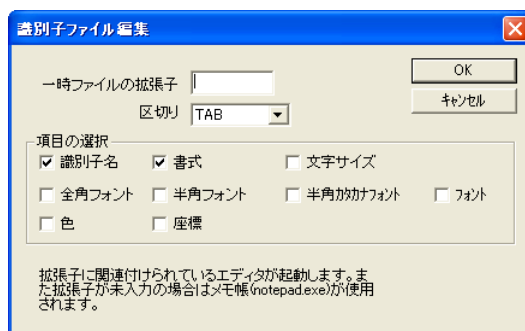 識別子ファイル編集
一時ファイルの拡張子
OK
区切り TAB
キャンセル
項目の選択
識別子名 書式 文字サイズ
全角フォント 半角フォント 半角カタカナフォント フォント
色 座標
拡張子に関連付けられているエディタが起動します。ま
た拡張子が未入力の場合はメモ帳(notepad.exe)が使用
されます。